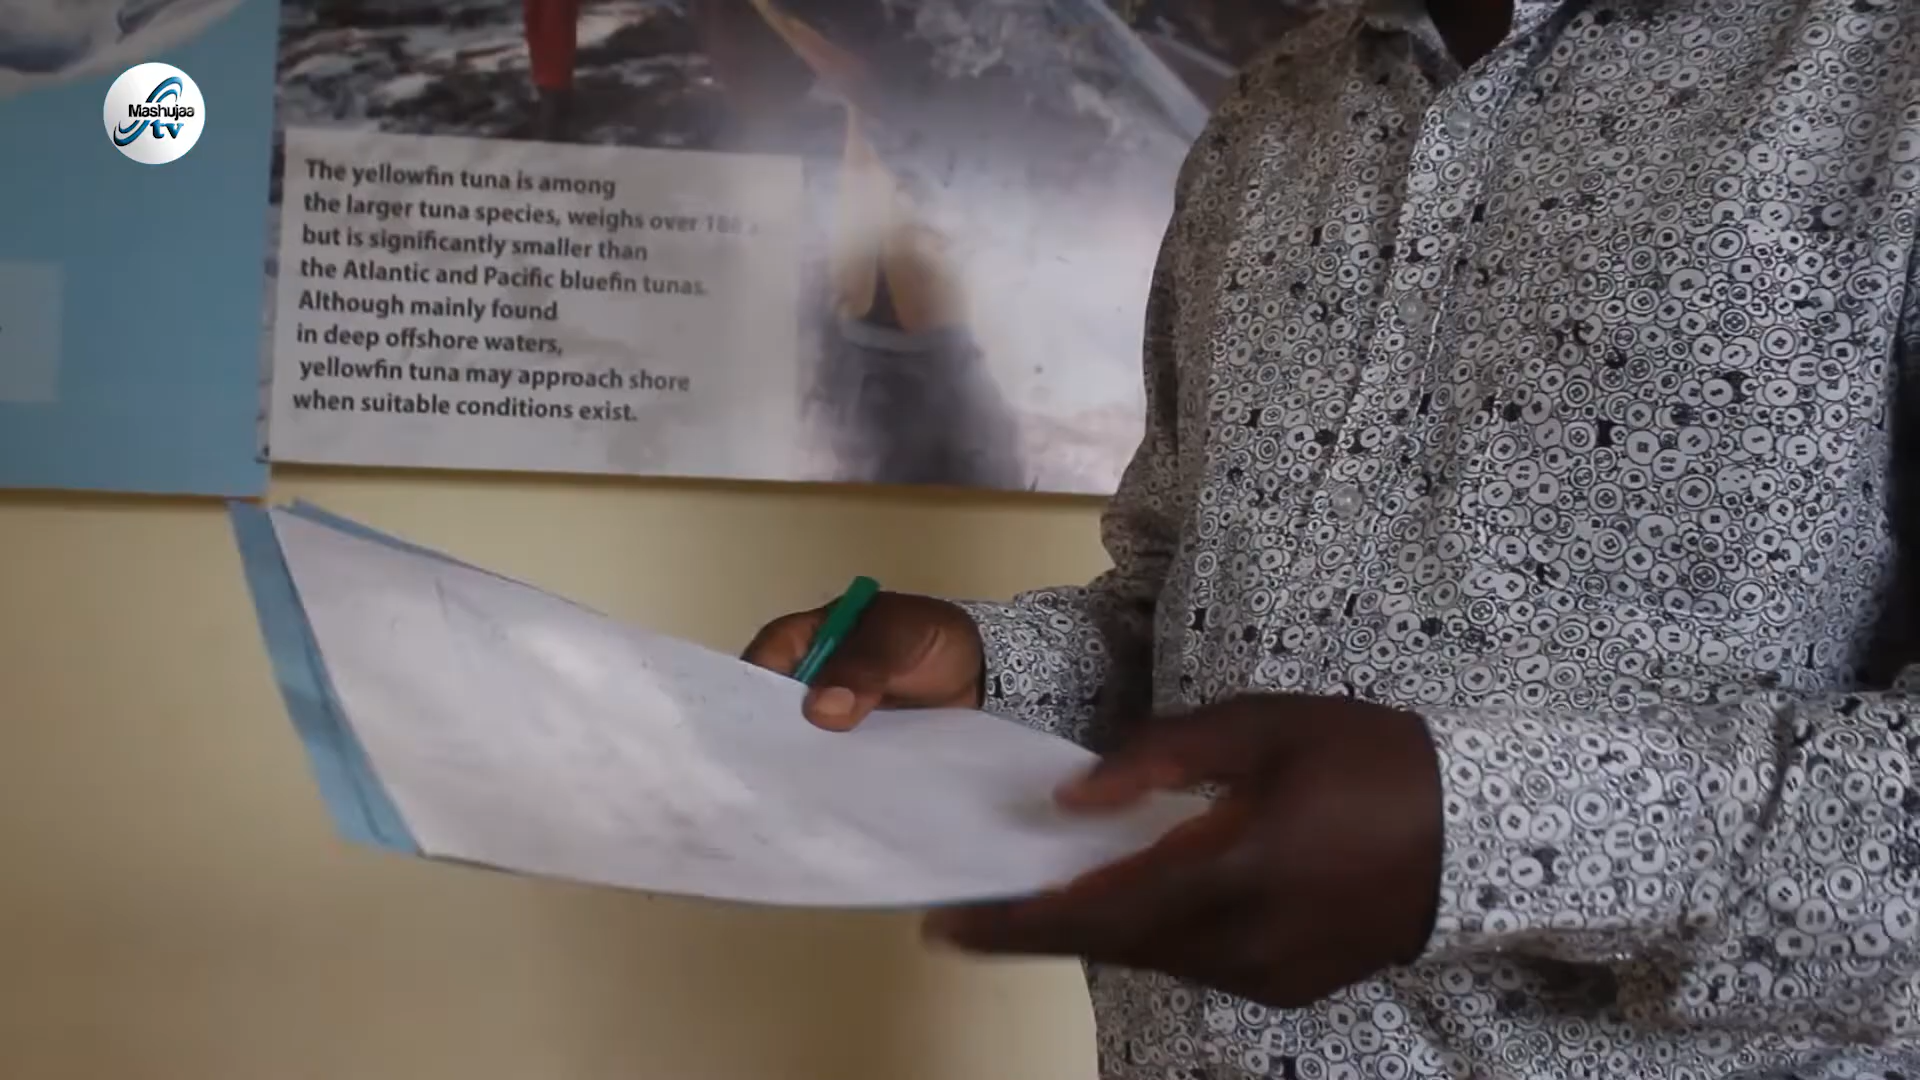 Mashujaa
tv
The yellowfin tuna is among
the larger tuna species, weighs over
but is significantly smaller than
the Atlantic and Pacific bluefin tunas.
Although mainly found
in deep offshore waters,
yellowfin tuna may approach shore
when suitable conditions exist.